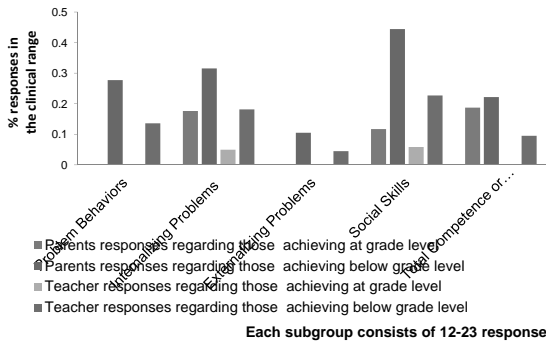 % responses in
the clinical range
0.5
0.4
0.3
0.2
0.1
0
Problem Behaviors
Internalizing Problems
Externalizing Problems
Social Skills
Total Competence or…
Parents responses regarding those achieving at grade level
Parents responses regarding those achieving below grade level
Teacher responses regarding those achieving at grade level
Teacher responses regarding those achieving below grade level
Each subgroup consists of 12-23 response